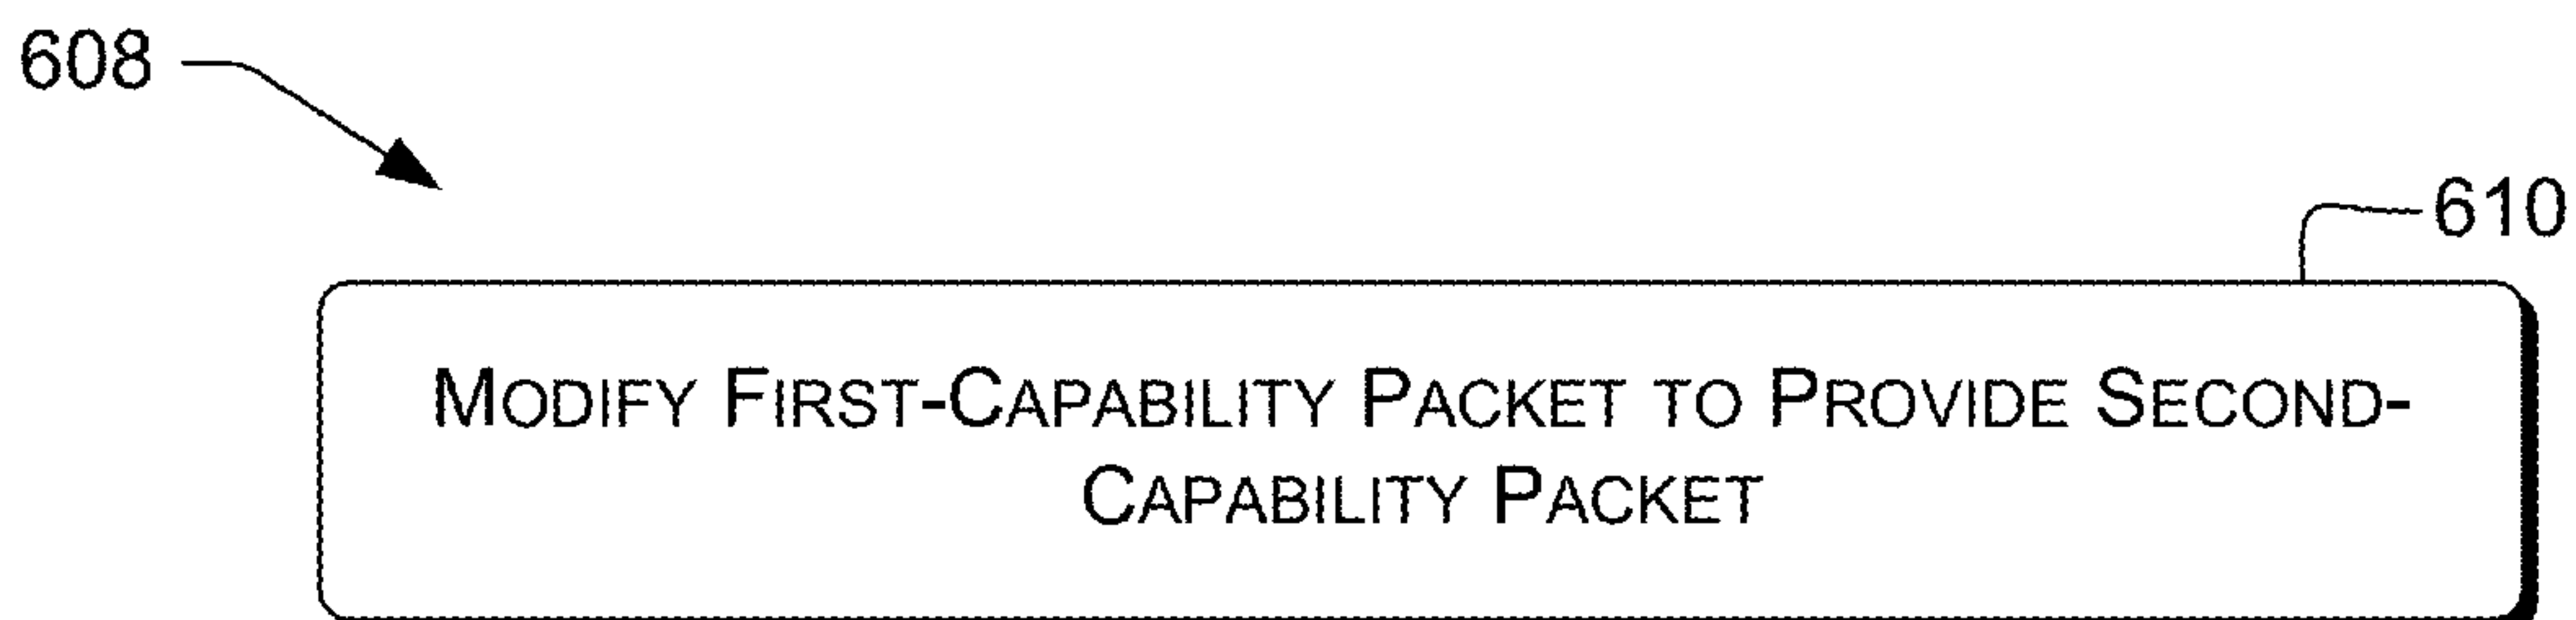 608
610
MODIFY FIRST-CAPABILITY PACKET TO PROVIDE SECOND-
CAPABILITY PACKET